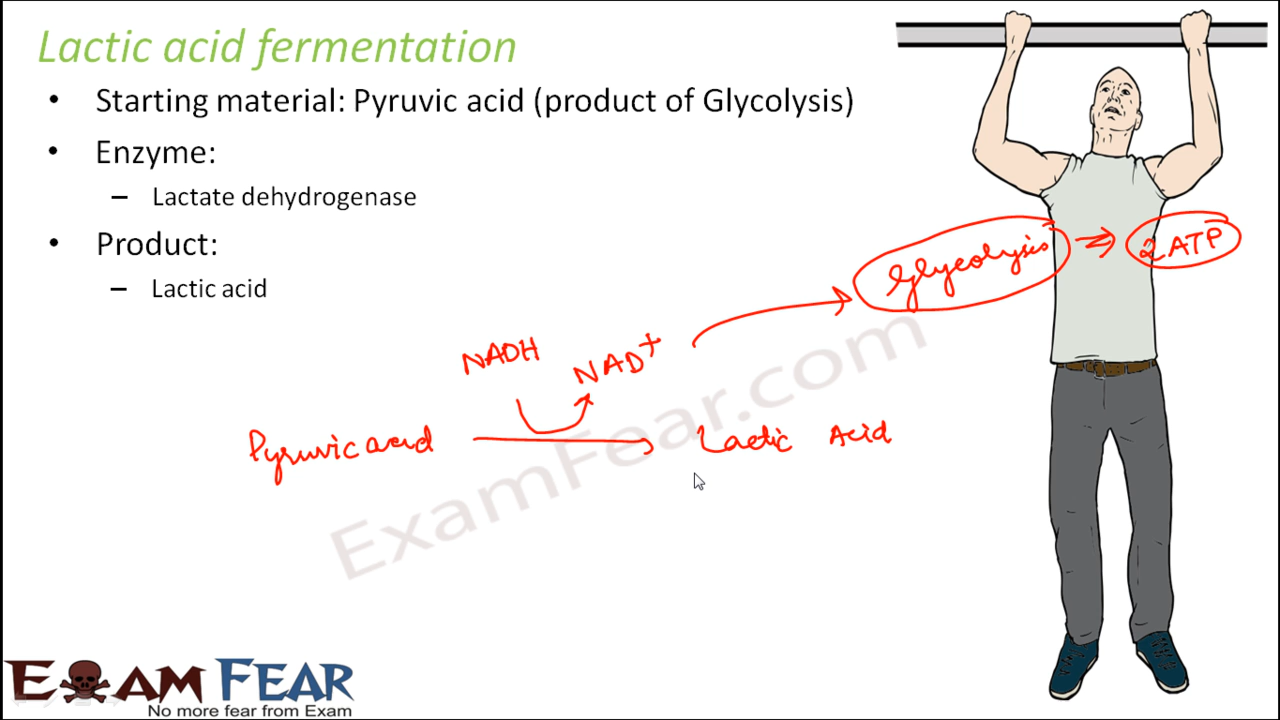 Lactic acid fermentation
• Starting material: Pyruvic acid (product of Glycolysis)
• Enzyme:
– Lactate dehydrogenase
• Product:
– Lactic acid
Glycolysis ⇒ 2ATP
NADH NAD+
Pyruvic acid → Lactic Acid
ExamFear.com
EXAM FEAR
No more fear from Exam